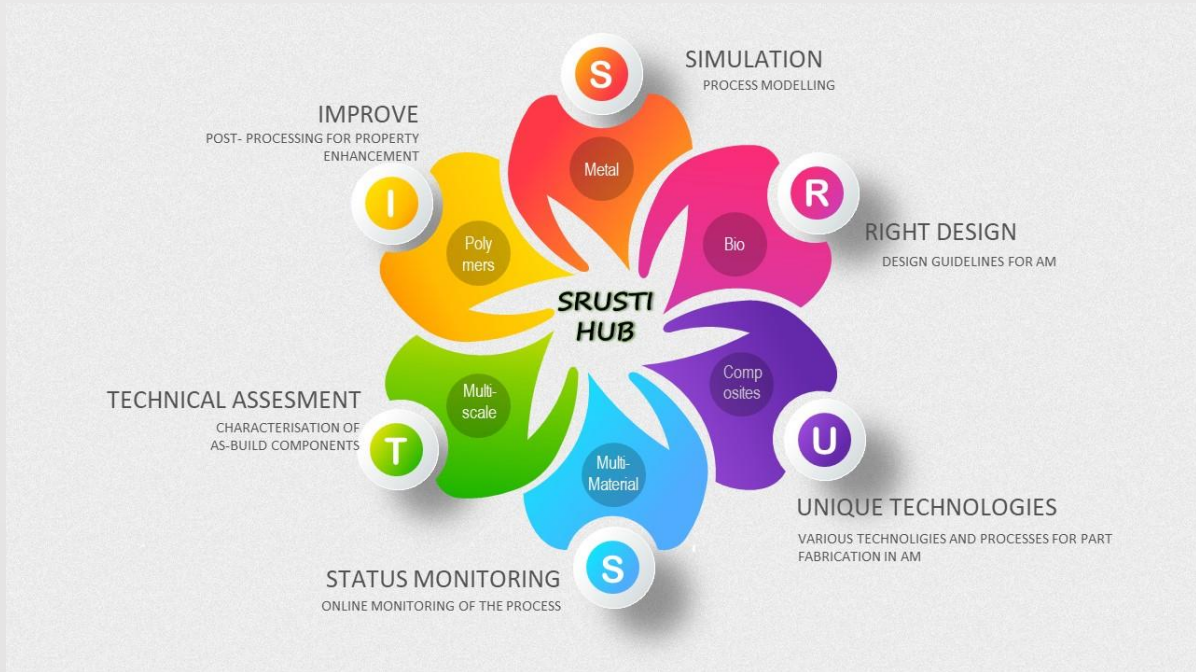 S
SIMULATION
PROCESS MODELLING
Metal
R
RIGHT DESIGN
DESIGN GUIDELINES FOR AM
Bio
U
UNIQUE TECHNOLOGIES
VARIOUS TECHNOLIGIES AND PROCESSES FOR PART
FABRICATION IN AM
Comp
osites
S
STATUS MONITORING
ONLINE MONITORING OF THE PROCESS
Multi-
Material
T
TECHNICAL ASSESMENT
CHARACTERISATION OF
AS-BUILD COMPONENTS
Multi-
scale
I
IMPROVE
POST- PROCESSING FOR PROPERTY
ENHANCEMENT
Poly
mers
SRUSTI
HUB